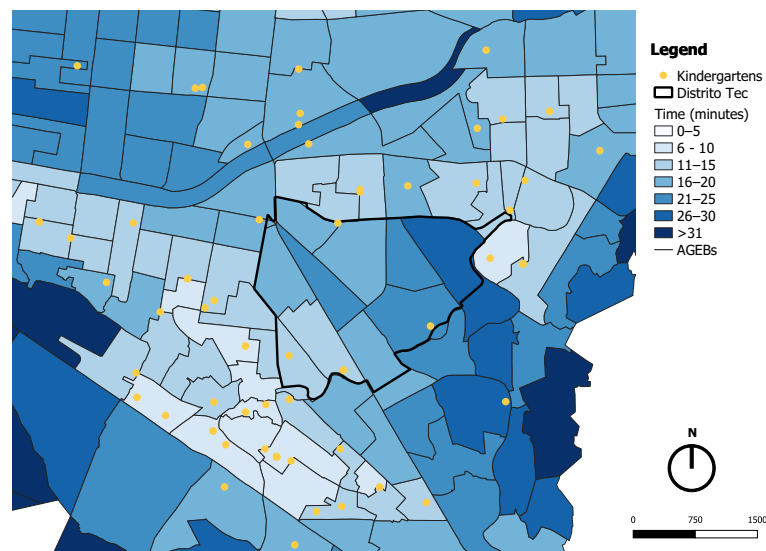 Legend
Kindergartens
Distrito Tec
Time (minutes)
0–5
6 - 10
11–15
16–20
21–25
26–30
>31
AGEBs
N
0 750 1500